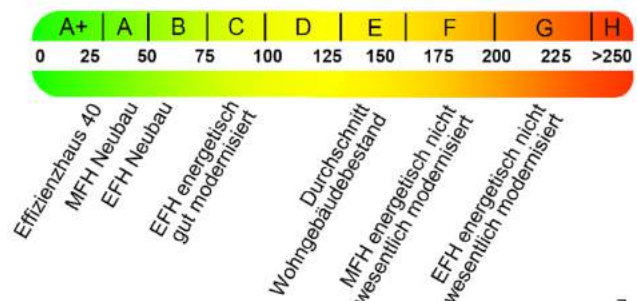 A+ A B C D E F G H
0 25 50 75 100 125 150 175 200 225 >250
Effizienzhaus 40
MFH Neubau
EFH Neubau
EFH energetisch
gut modernisiert
Durchschnitt
Wohngebäudebestand
MFH energetisch nicht
wesentlich modernisiert
EFH energetisch nicht
wesentlich modernisiert